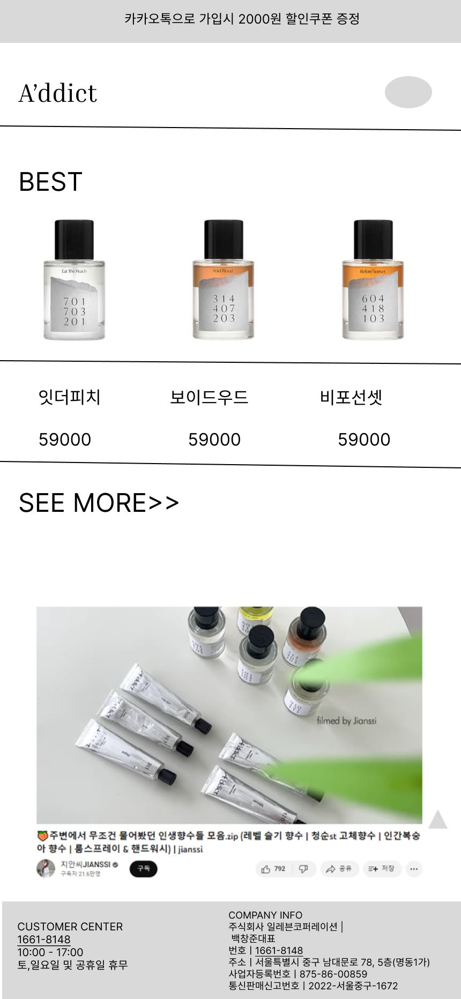 카카오톡으로 가입시 2000원 할인쿠폰 증정
A’ddict
BEST
Eat The Peach
701
703
201
Void Wood
314
407
203
Before Sunset
604
418
103
잇더피치
보이드우드
비포선셋
59000
59000
59000
SEE MORE>>
filmed by Jianssi
🍑주변에서 무조건 물어봤던 인생향수들 모음.zip (레벨 슬기 향수 | 청순st 고체향수 | 인간복숭
아 향수 | 룸스프레이 & 핸드워시) | jianssi
지안씨JIANSSI
구독자 21.6만명
구독
792
공유
저장
CUSTOMER CENTER
1661-8148
10:00 - 17:00
토,일요일 및 공휴일 휴무
COMPANY INFO
주식회사 일레븐코퍼레이션 |
백창준대표
번호 | 1661-8148
주소 | 서울특별시 중구 남대문로 78, 5층(명동1가)
사업자등록번호 | 875-86-00859
통신판매신고번호 | 2022-서울중구-1672